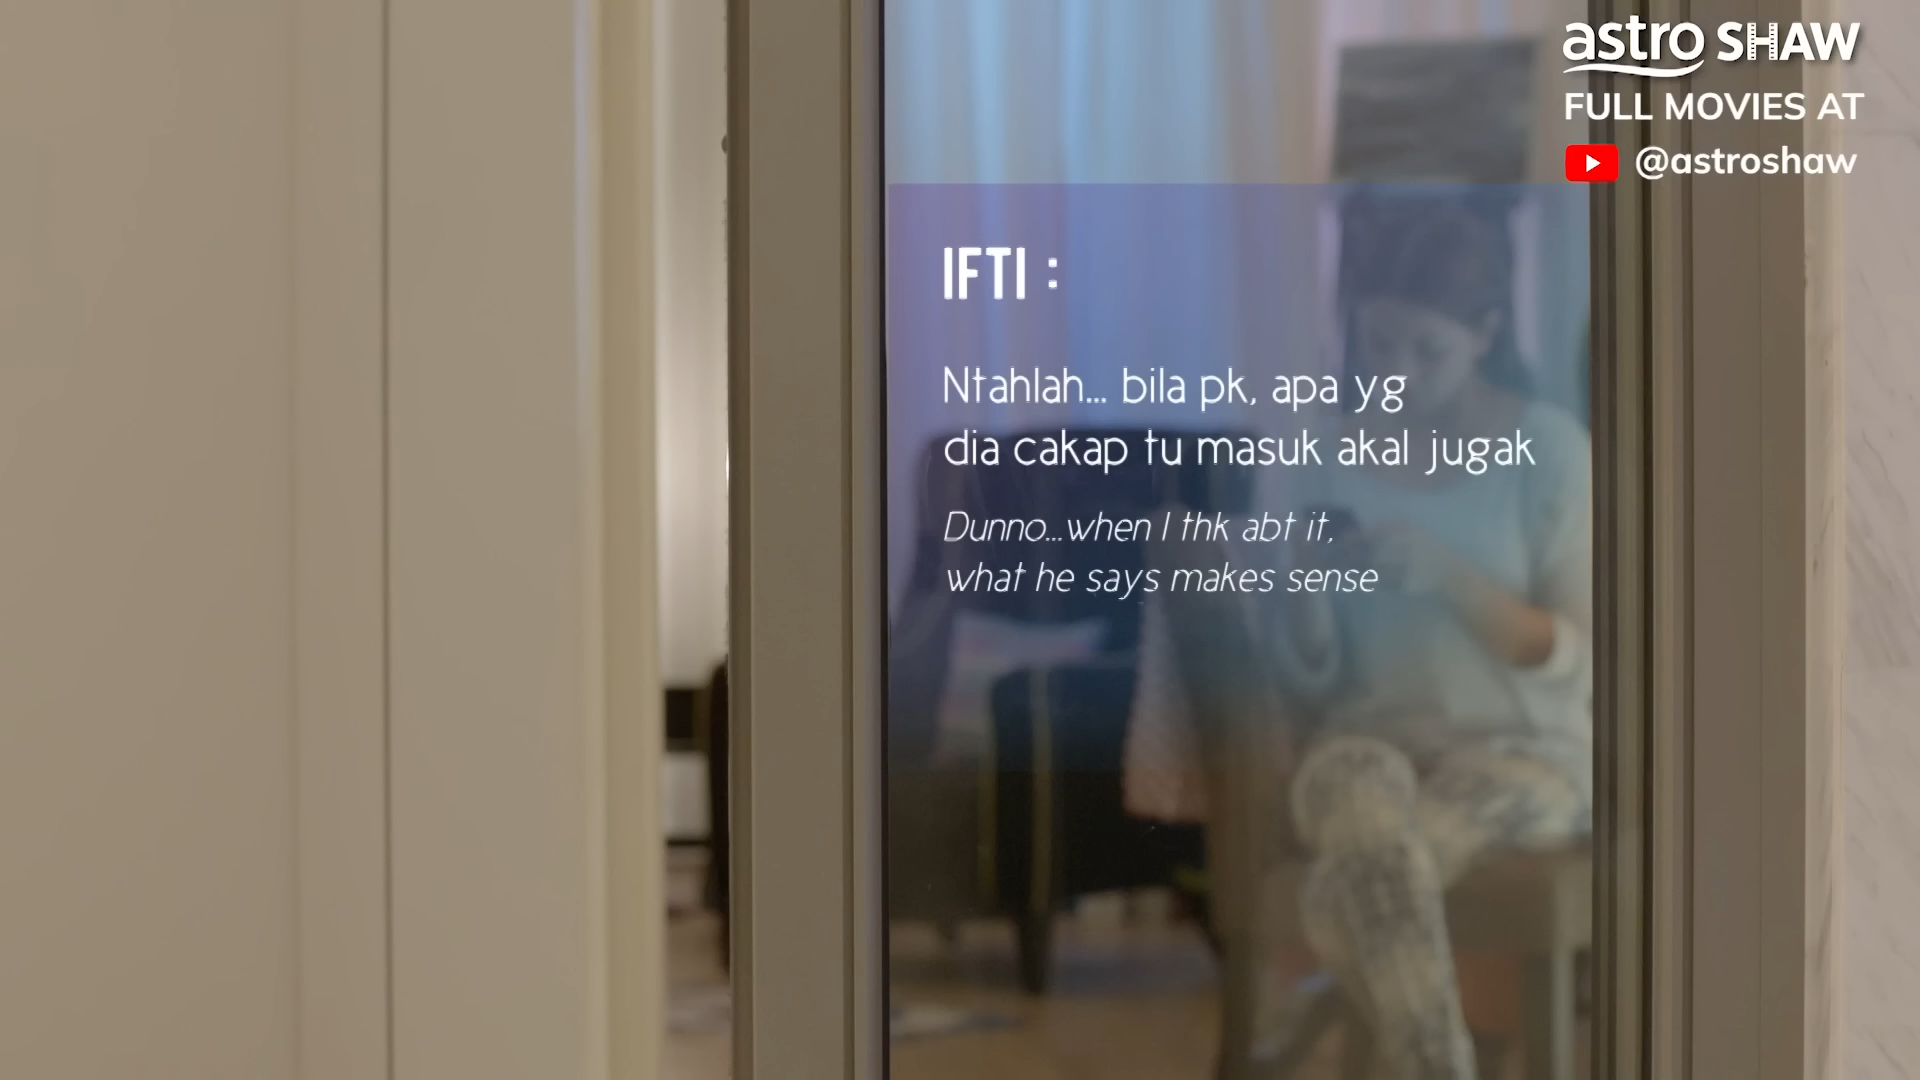 astro SHAW
FULL MOVIES AT
@astroshaw
IFTI :
Ntahlah... bila pk, apa yg
dia cakap tu masuk akal jugak
Dunno...when I thk abt it,
what he says makes sense